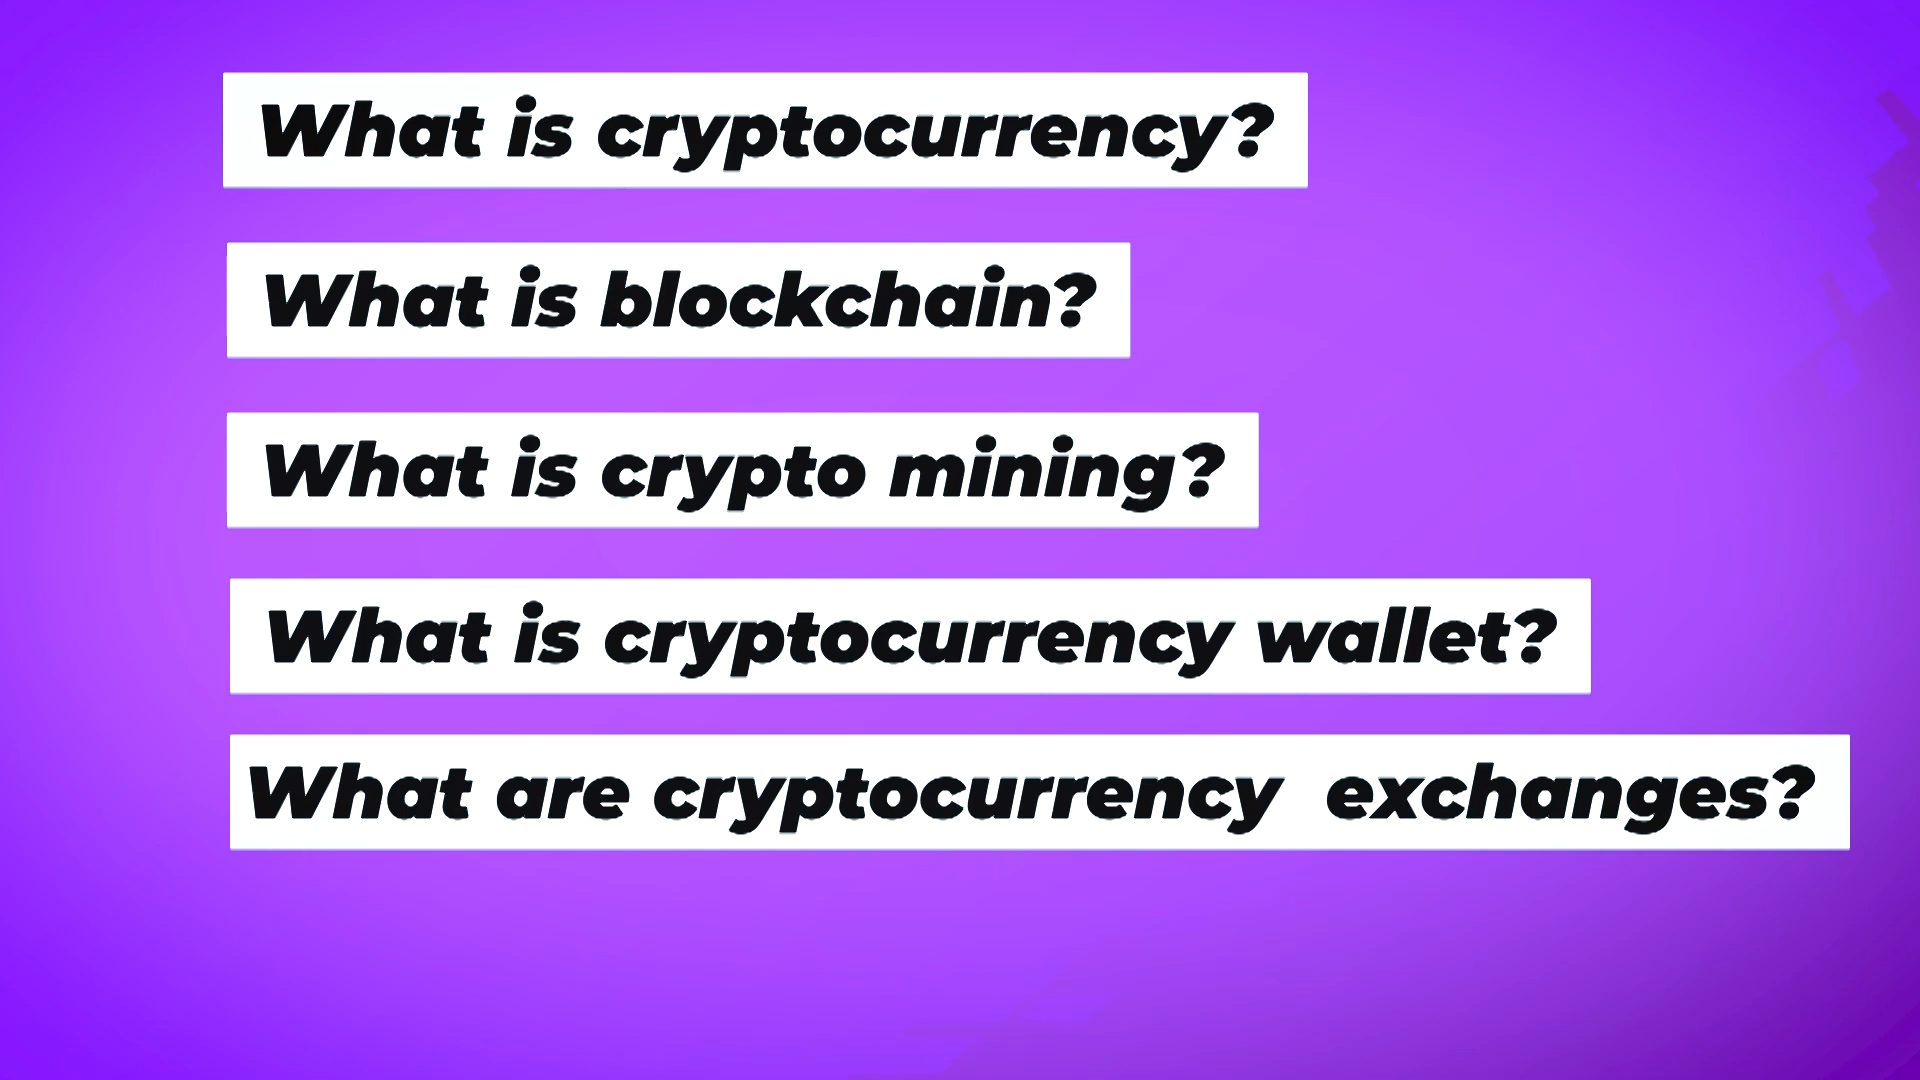 What is cryptocurrency?
What is blockchain?
What is crypto mining?
What is cryptocurrency wallet?
What are cryptocurrency  exchanges?